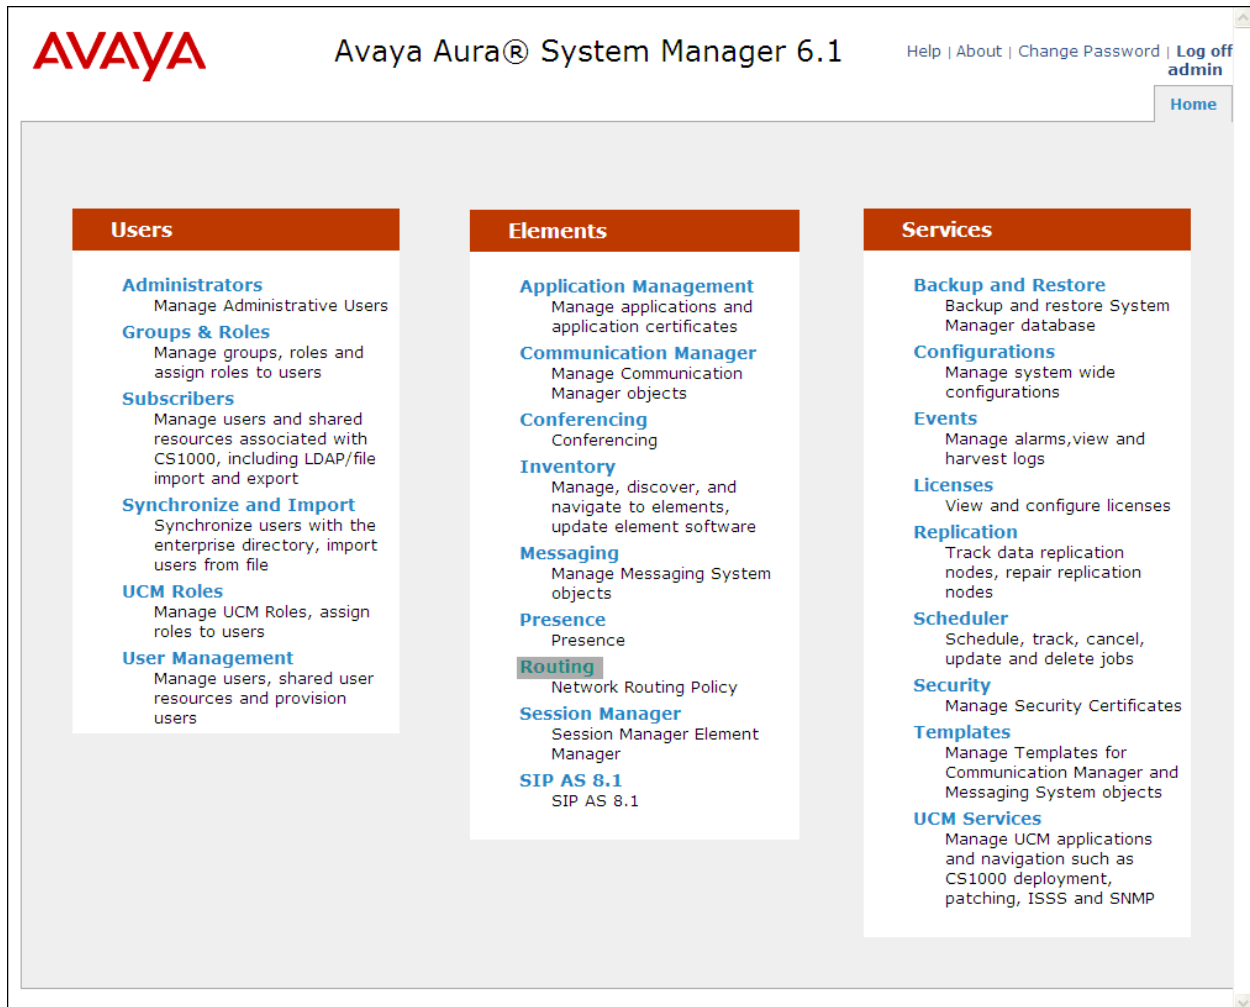 AVAYA
Avaya Aura® System Manager 6.1
Help | About | Change Password | Log off
admin
Home
Users
Administrators
Manage Administrative Users
Groups & Roles
Manage groups, roles and
assign roles to users
Subscribers
Manage users and shared
resources associated with
CS1000, including LDAP/file
import and export
Synchronize and Import
Synchronize users with the
enterprise directory, import
users from file
UCM Roles
Manage UCM Roles, assign
roles to users
User Management
Manage users, shared user
resources and provision
users
Elements
Application Management
Manage applications and
application certificates
Communication Manager
Manage Communication
Manager objects
Conferencing
Conferencing
Inventory
Manage, discover, and
navigate to elements,
update element software
Messaging
Manage Messaging System
objects
Presence
Presence
Routing
Network Routing Policy
Session Manager
Session Manager Element
Manager
SIP AS 8.1
SIP AS 8.1
Services
Backup and Restore
Backup and restore System
Manager database
Configurations
Manage system wide
configurations
Events
Manage alarms,view and
harvest logs
Licenses
View and configure licenses
Replication
Track data replication
nodes, repair replication
nodes
Scheduler
Schedule, track, cancel,
update and delete jobs
Security
Manage Security Certificates
Templates
Manage Templates for
Communication Manager and
Messaging System objects
UCM Services
Manage UCM applications
and navigation such as
CS1000 deployment,
patching, ISSS and SNMP